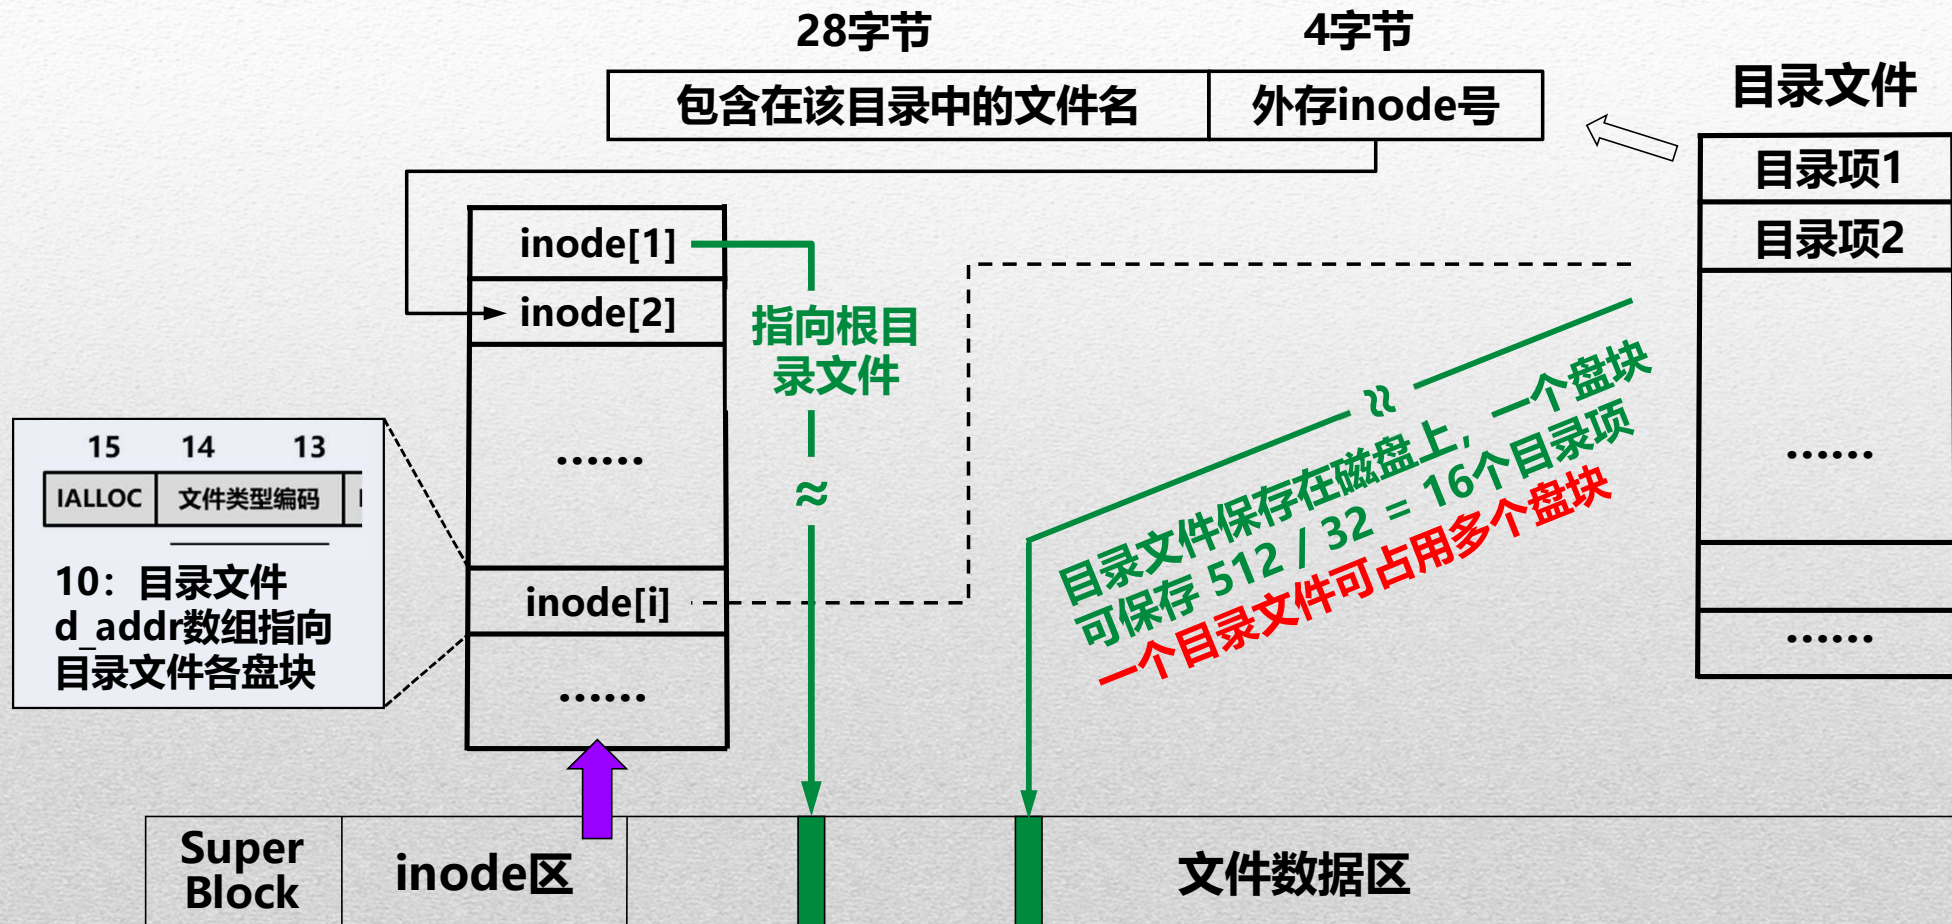 28字节
4字节
包含在该目录中的文件名
外存inode号
目录文件
目录项1
目录项2
......
......
inode[1]
inode[2]
......
inode[i]
......
指向根目
录文件
≈
≈
目录文件保存在磁盘上，一个盘块
可保存 512 / 32 = 16个目录项
一个目录文件可占用多个盘块
15 14 13
IALLOC 文件类型编码
10：目录文件
d_addr数组指向
目录文件各盘块
Super
Block
inode区
文件数据区